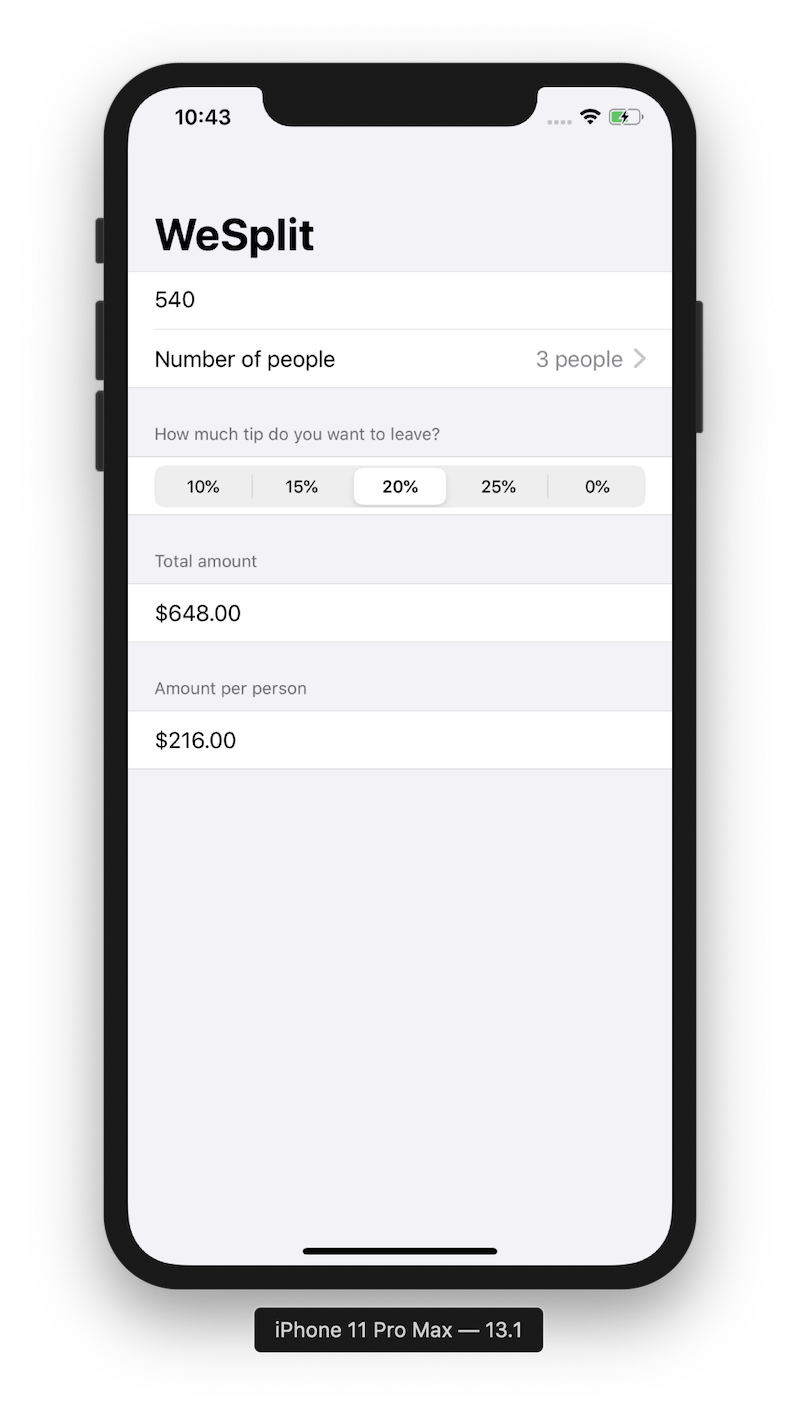 10:43
WeSplit
540
Number of people 3 people
How much tip do you want to leave?
10% 15% 20% 25% 0%
Total amount
$648.00
Amount per person
$216.00
iPhone 11 Pro Max — 13.1